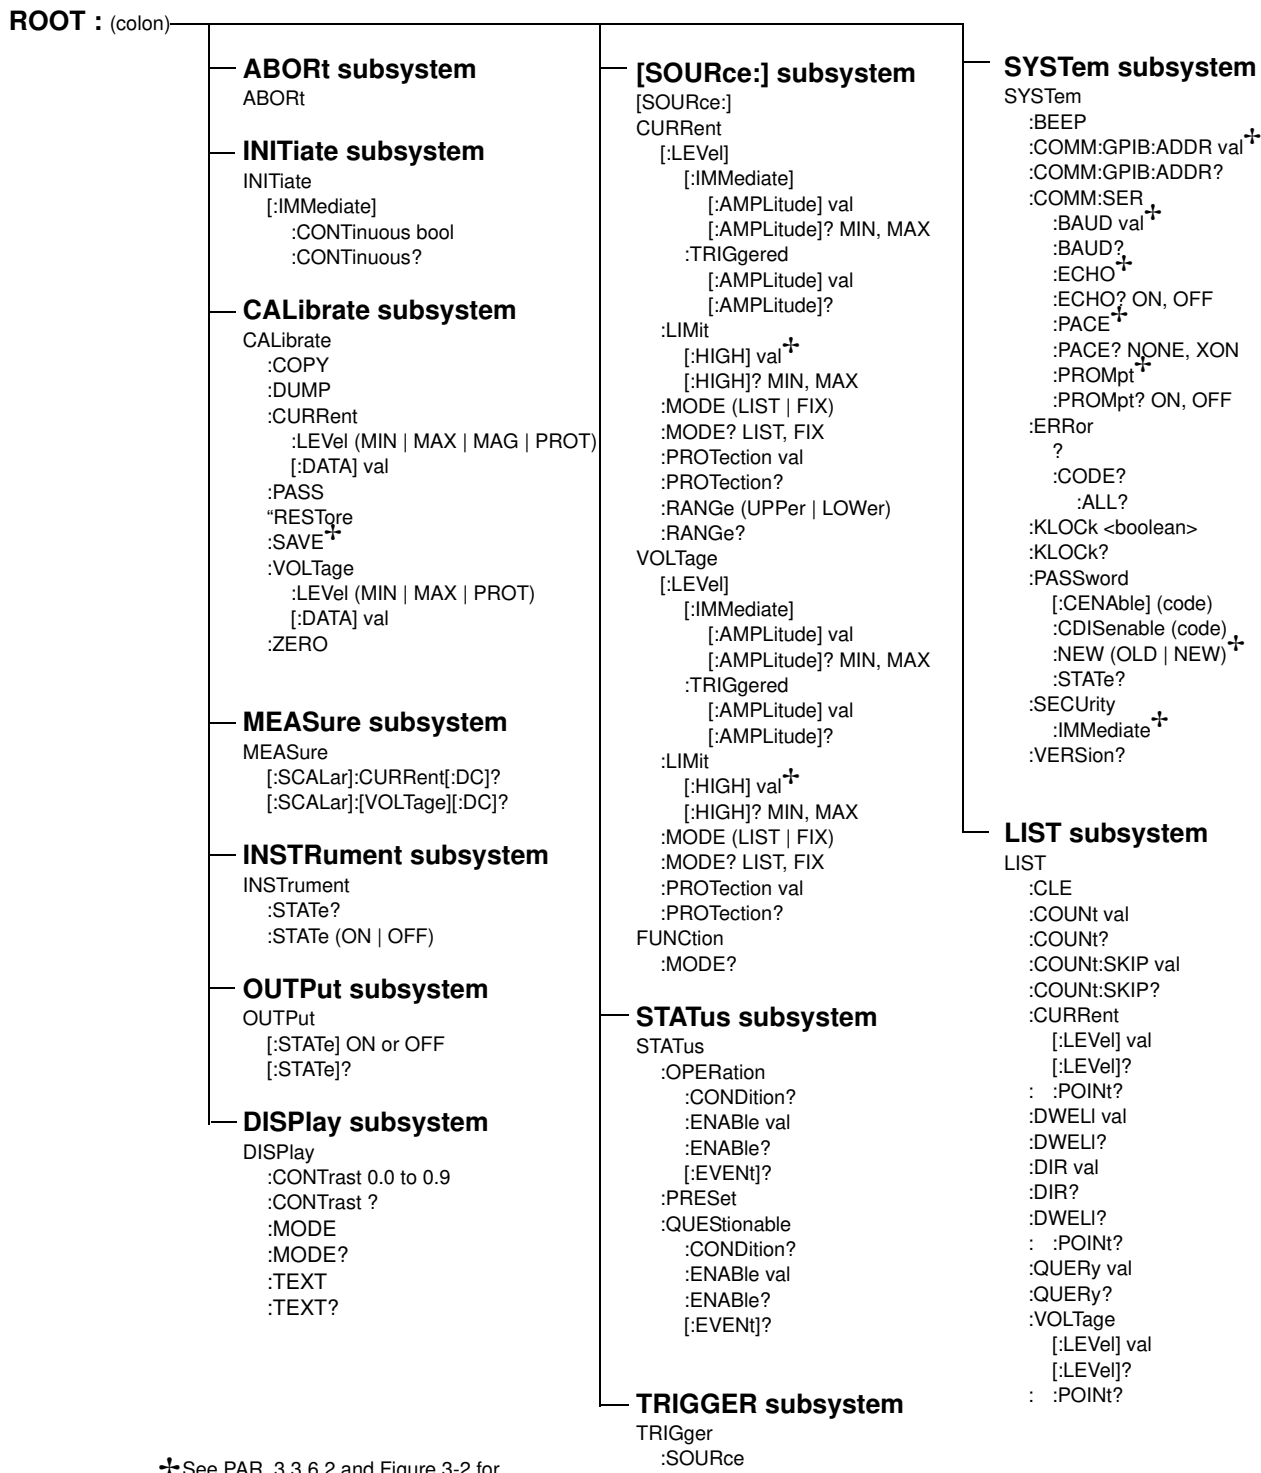 ROOT : (colon)
ABORt subsystem
ABORt
INITiate subsystem
INITiate
[:IMMediate]
:CONTinuous bool
:CONTinuous?
CALibrate subsystem
CALibrate
:COPY
:DUMP
:CURRent
:LEVel (MIN | MAX | MAG | PROT)
[:DATA] val
:PASS
“RESTore
:SAVE✢
:VOLTage
:LEVel (MIN | MAX | PROT)
[:DATA] val
:ZERO
MEASure subsystem
MEASure
[:SCALar]:CURRent[:DC]?
[:SCALar]:[VOLTage][:DC]?
INSTRument subsystem
INSTrument
:STATe?
:STATe (ON | OFF)
OUTPut subsystem
OUTPut
[:STATe] ON or OFF
[:STATe]?
DISPlay subsystem
DISPlay
:CONTrast 0.0 to 0.9
:CONTrast ?
:MODE
:MODE?
:TEXT
:TEXT?
[SOURce:] subsystem
[SOURce:]
CURRent
[:LEVel]
[:IMMediate]
[:AMPLitude] val
[:AMPLitude]? MIN, MAX
:TRIGgered
[:AMPLitude] val
[:AMPLitude]?
:LIMit
[:HIGH] val✢
[:HIGH]? MIN, MAX
:MODE (LIST | FIX)
:MODE? LIST, FIX
:PROTection val
:PROTection?
:RANGe (UPPer | LOWer)
:RANGe?
VOLTage
[:LEVel]
[:IMMediate]
[:AMPLitude] val
[:AMPLitude]? MIN, MAX
:TRIGgered
[:AMPLitude] val
[:AMPLitude]?
:LIMit
[:HIGH] val✢
[:HIGH]? MIN, MAX
:MODE (LIST | FIX)
:MODE? LIST, FIX
:PROTection val
:PROTection?
FUNCtion
:MODE?
STATus subsystem
STATus
:OPERation
:CONDition?
:ENABle val
:ENABle?
[:EVENt]?
:PRESet
:QUEStionable
:CONDition?
:ENABle val
:ENABle?
[:EVENt]?
TRIGGER subsystem
TRIGger
:SOURce
SYSTem subsystem
SYSTem
:BEEP
:COMM:GPIB:ADDR val✢
:COMM:GPIB:ADDR?
:COMM:SER
:BAUD val✢
:BAUD?
:ECHO✢
:ECHO? ON, OFF
:PACE✢
:PACE? NONE, XON
:PROMpt✢
:PROMpt? ON, OFF
:ERRor
?
:CODE?
:ALL?
:KLOCk <boolean>
:KLOCk?
:PASSword
[:CENAble] (code)
:CDISenable (code)
:NEW (OLD | NEW)✢
:STATe?
:SECUrity
:IMMediate✢
:VERSion?
LIST subsystem
LIST
:CLE
:COUNt val
:COUNt?
:COUNt:SKIP val
:COUNt:SKIP?
:CURRent
[:LEVel] val
[:LEVel]?
: :POINt?
:DWELl val
:DWELl?
:DIR val
:DIR?
:DWELl?
: :POINt?
:QUERy val
:QUERy?
:VOLTage
[:LEVel] val
[:LEVel]?
: :POINt?
✢See PAR. 3.3.6.2 and Figure 3-2 for